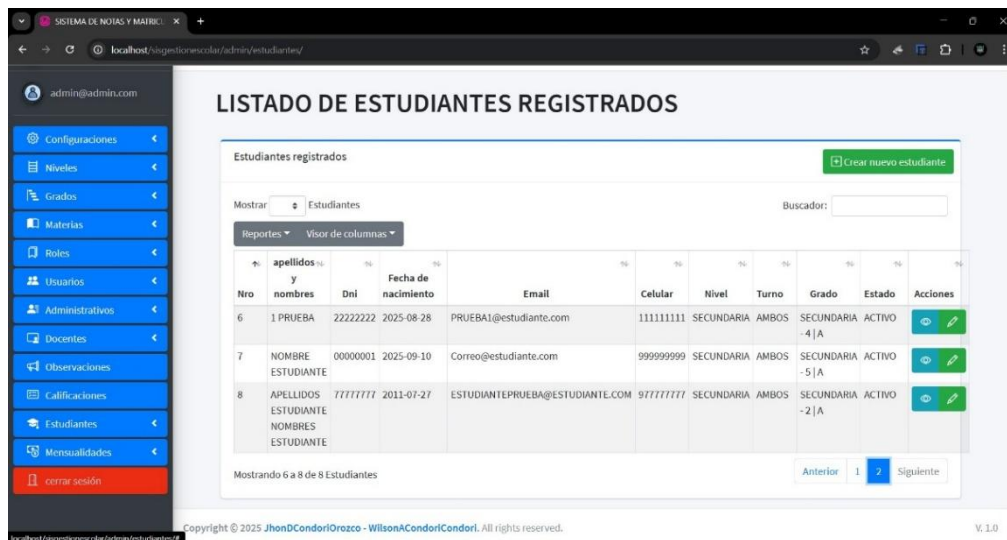 SISTEMA DE NOTAS Y MATRICU
localhost/sisgestionescolar/admin/estudiantes/
admin@admin.com
Configuraciones
Niveles
Grados
Materias
Roles
Usuarios
Administrativos
Docentes
Observaciones
Calificaciones
Estudiantes
Mensualidades
cerrar sesión
LISTADO DE ESTUDIANTES REGISTRADOS
Estudiantes registrados
Crear nuevo estudiante
Mostrar Estudiantes
Buscador:
Reportes Visor de columnas
Nro apellidos y nombres Dni Fecha de nacimiento Email Celular Nivel Turno Grado Estado Acciones
6 1 PRUEBA 22222222 2025-08-28 PRUEBA1@estudiante.com 111111111 SECUNDARIA AMBOS SECUNDARIA - 4 | A ACTIVO
7 NOMBRE ESTUDIANTE 00000001 2025-09-10 Correo@estudiante.com 999999999 SECUNDARIA AMBOS SECUNDARIA - 5 | A ACTIVO
8 APELLIDOS ESTUDIANTE NOMBRES ESTUDIANTE 77777777 2011-07-27 ESTUDIANTEPRUEBA@ESTUDIANTE.COM 977777777 SECUNDARIA AMBOS SECUNDARIA - 2 | A ACTIVO
Mostrando 6 a 8 de 8 Estudiantes
Anterior 1 2 Siguiente
Copyright © 2025 JhonDCondoriOrozco - WilsonACondoriCondori. All rights reserved.
V. 1.0
localhost/sisgestionescolar/admin/estudiantes/#